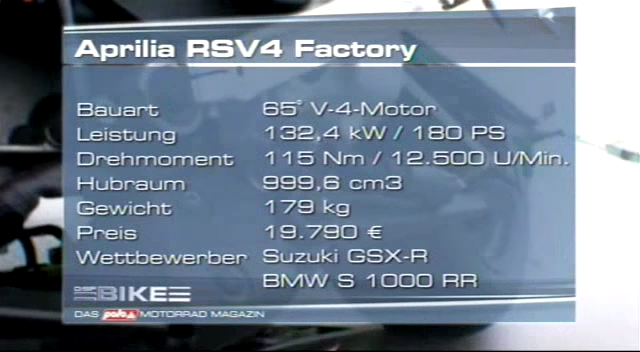 Aprilia RSV4 Factory
Bauart 65° V-4-Motor
Leistung 132,4 kW / 180 PS
Drehmoment 115 Nm / 12.500 U/Min.
Hubraum 999,6 cm3
Gewicht 179 kg
Preis 19.790 €
Wettbewerber Suzuki GSX-R
BMW S 1000 RR
BIKE
DAS polo MOTORRAD MAGAZIN